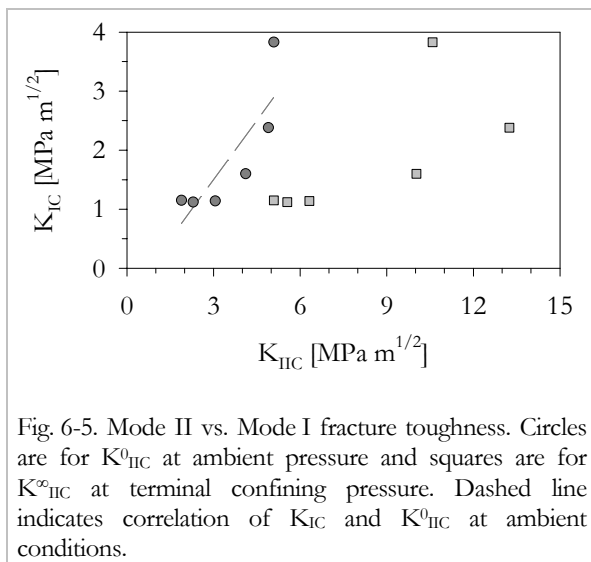 4
3
2
1
0
K_IC [MPa m^1/2]
0 3 6 9 12 15
K_IIC [MPa m^1/2]
Fig. 6-5. Mode II vs. Mode I fracture toughness. Circles
are for K⁰_IIC at ambient pressure and squares are for
K^∞_IIC at terminal confining pressure. Dashed line
indicates correlation of K_IC and K⁰_IIC at ambient
conditions.